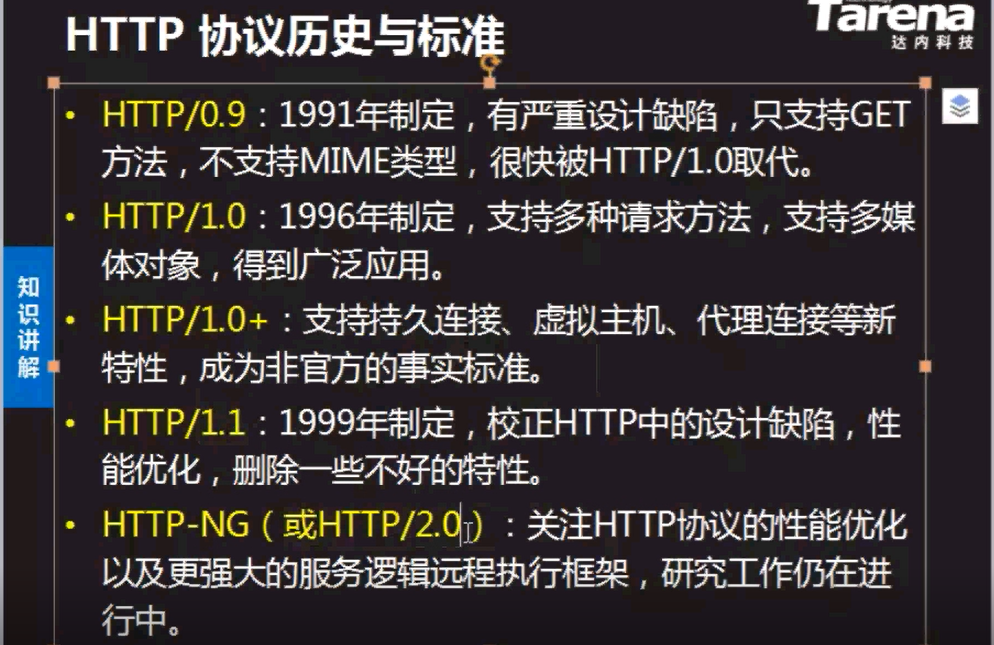 HTTP 协议历史与标准
Tarena
达内科技
• HTTP/0.9：1991年制定，有严重设计缺陷，只支持GET
方法，不支持MIME类型，很快被HTTP/1.0取代。
• HTTP/1.0：1996年制定，支持多种请求方法，支持多媒
体对象，得到广泛应用。
• HTTP/1.0+：支持持久连接、虚拟主机、代理连接等新
特性，成为非官方的事实标准。
• HTTP/1.1：1999年制定，校正HTTP中的设计缺陷，性
能优化，删除一些不好的特性。
• HTTP-NG（或HTTP/2.0）：关注HTTP协议的性能优化
以及更强大的服务逻辑远程执行框架，研究工作仍在进
行中。
知识讲解